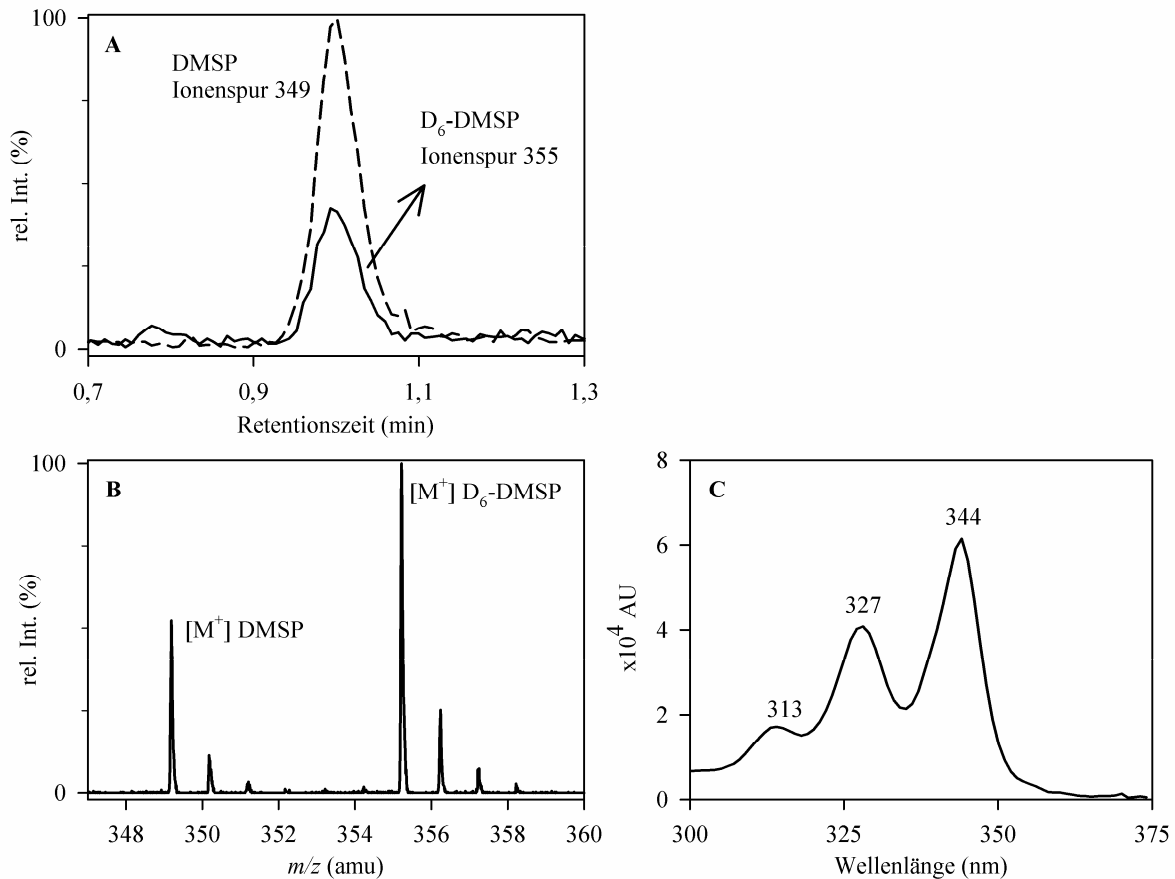 100
A
DMSP
Ionenspur 349
D6-DMSP
Ionenspur 355
rel. Int. (%)
0
0,7 0,9 1,1 1,3
Retentionszeit (min)
100
B
[M+] D6-DMSP
[M+] DMSP
rel. Int. (%)
0
348 350 352 354 356 358 360
m/z (amu)
8
C
344
6
327
x10^4 AU
4
313
2
0
300 325 350 375
Wellenlänge (nm)